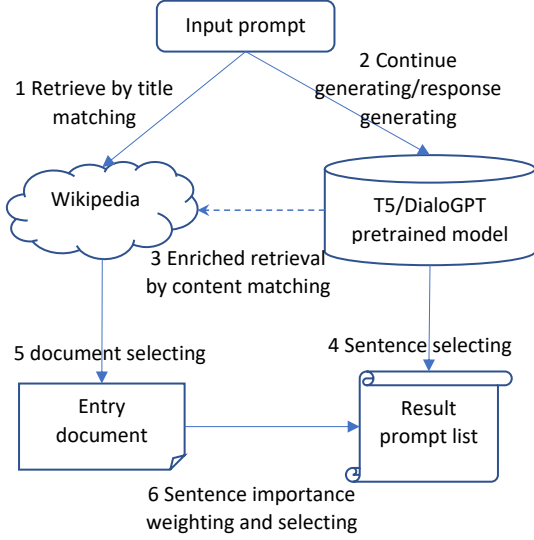 Input prompt
1 Retrieve by title
matching
2 Continue
generating/response
generating
Wikipedia
T5/DialoGPT
pretrained model
3 Enriched retrieval
by content matching
5 document selecting
4 Sentence selecting
Entry
document
Result
prompt list
6 Sentence importance
weighting and selecting